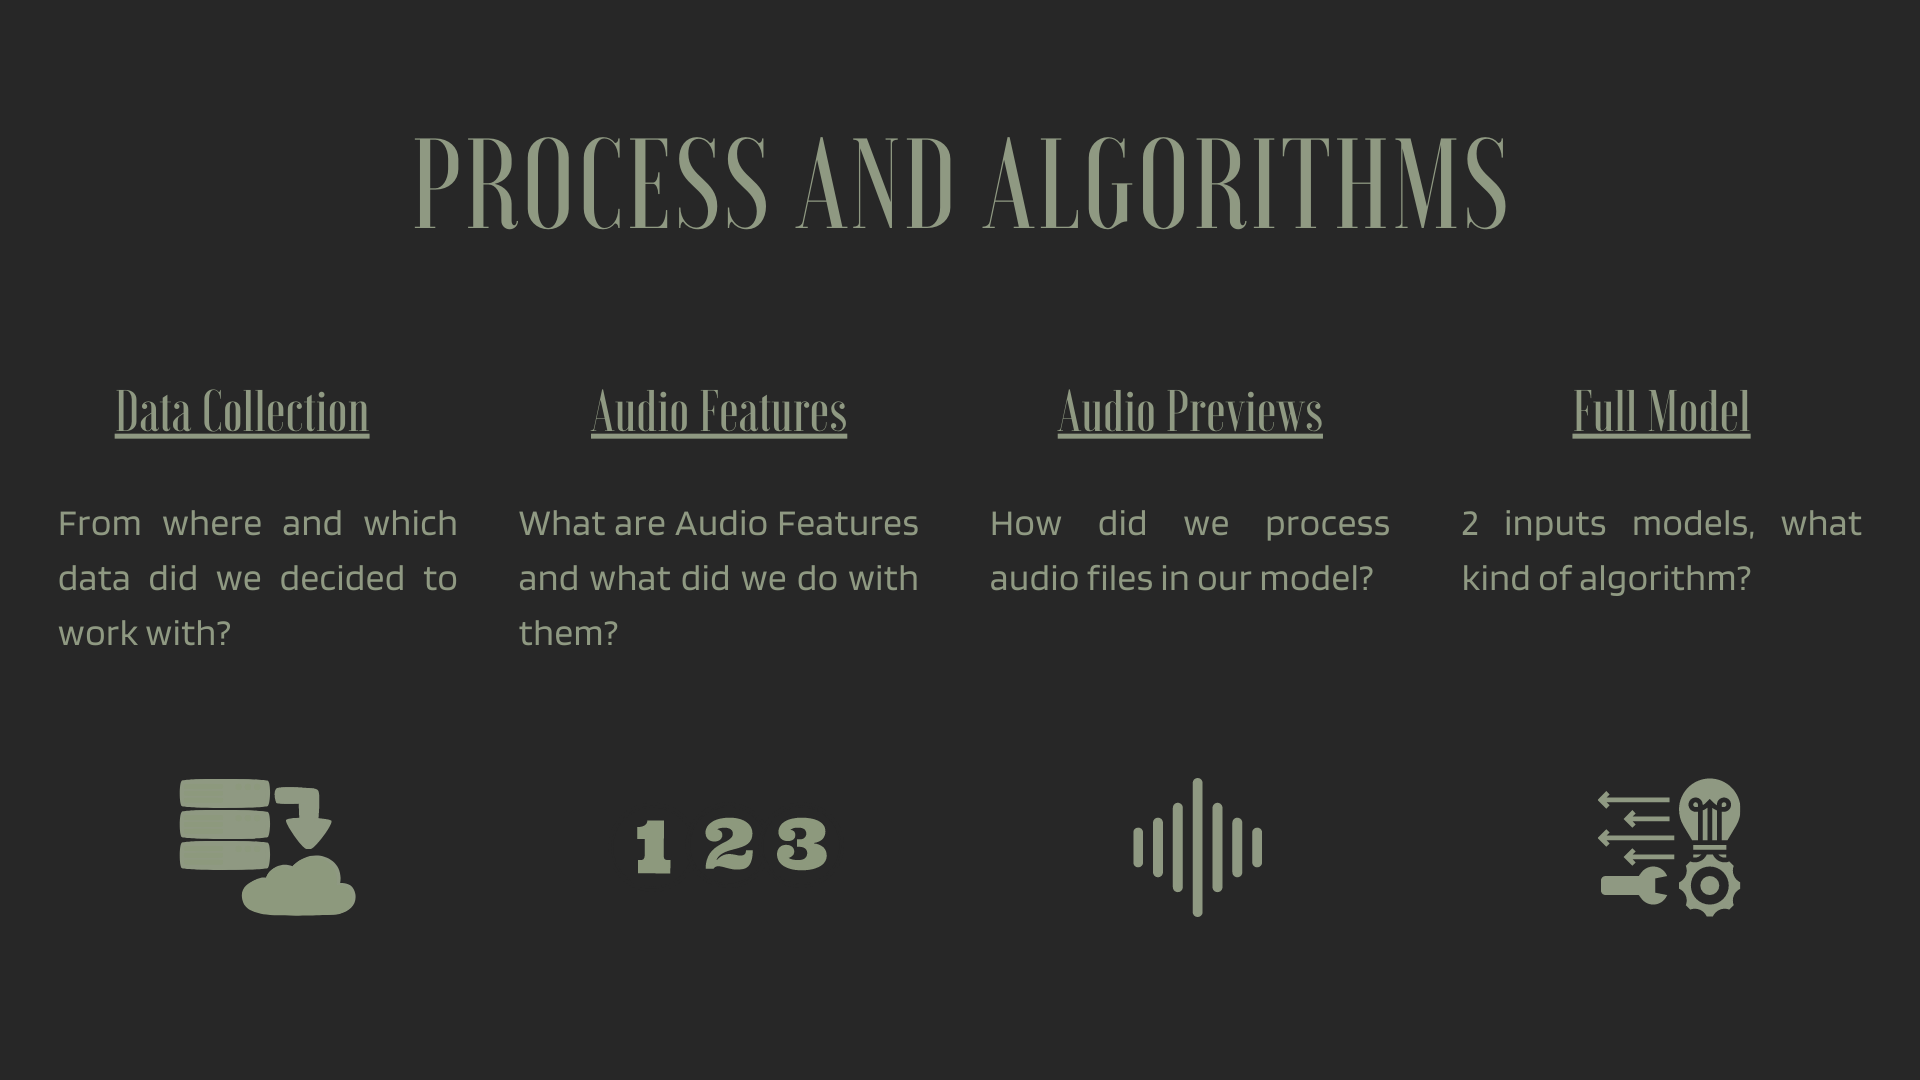 PROCESS AND ALGORITHMS
Data Collection
From where and which
data did we decided to
work with?
Audio Features
What are Audio Features
and what did we do with
them?
1 2 3
Audio Previews
How did we process
audio files in our model?
Full Model
2 inputs models, what
kind of algorithm?